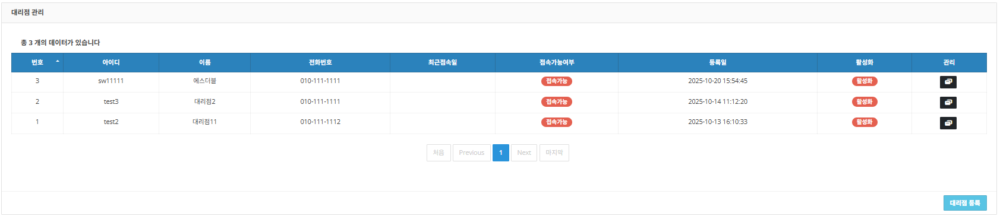 대리점 관리
총 3 개의 데이터가 있습니다
번호 아이디 이름 전화번호 최근접속일 접속가능여부 등록일 활성화 관리
3 sw11111 에스더블 010-111-1111 접속가능 2025-10-20 15:54:45 활성화
2 test3 대리점2 010-111-1111 접속가능 2025-10-14 11:12:20 활성화
1 test2 대리점11 010-111-1112 접속가능 2025-10-13 16:10:33 활성화
처음 Previous 1 Next 마지막
대리점 등록